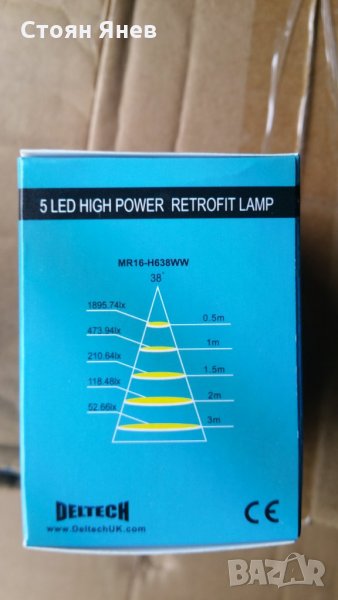 Стоян Янев
5 LED HIGH POWER RETROFIT LAMP
MR16-H638WW
38°
1895.74lx 0.5m
473.94lx 1m
210.64lx 1.5m
118.48lx 2m
52.66lx 3m
DELTECH
www.DeltechUK.com
CE
BAZAR